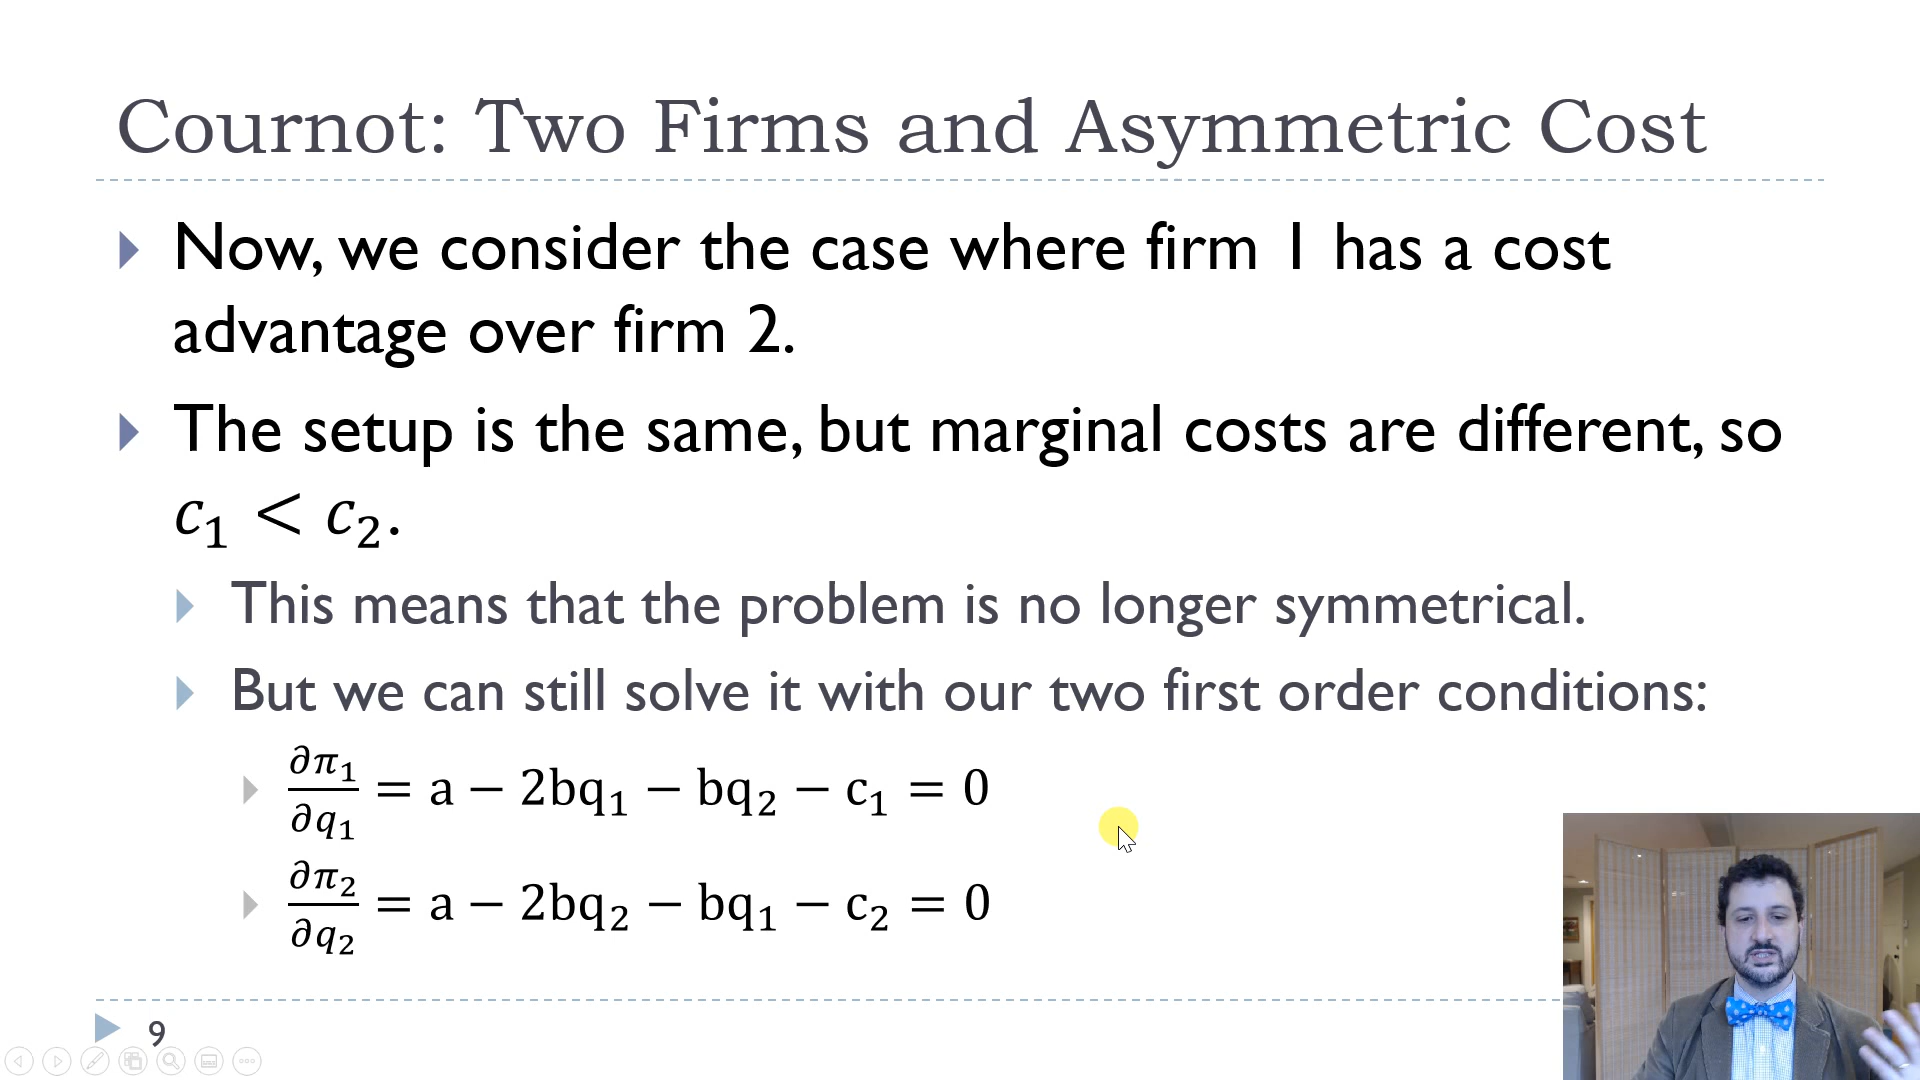 Cournot: Two Firms and Asymmetric Cost
Now, we consider the case where firm 1 has a cost
advantage over firm 2.
The setup is the same, but marginal costs are different, so
c₁ < c₂.
This means that the problem is no longer symmetrical.
But we can still solve it with our two first order conditions:
∂π₁/∂q₁ = a − 2bq₁ − bq₂ − c₁ = 0
∂π₂/∂q₂ = a − 2bq₂ − bq₁ − c₂ = 0
9